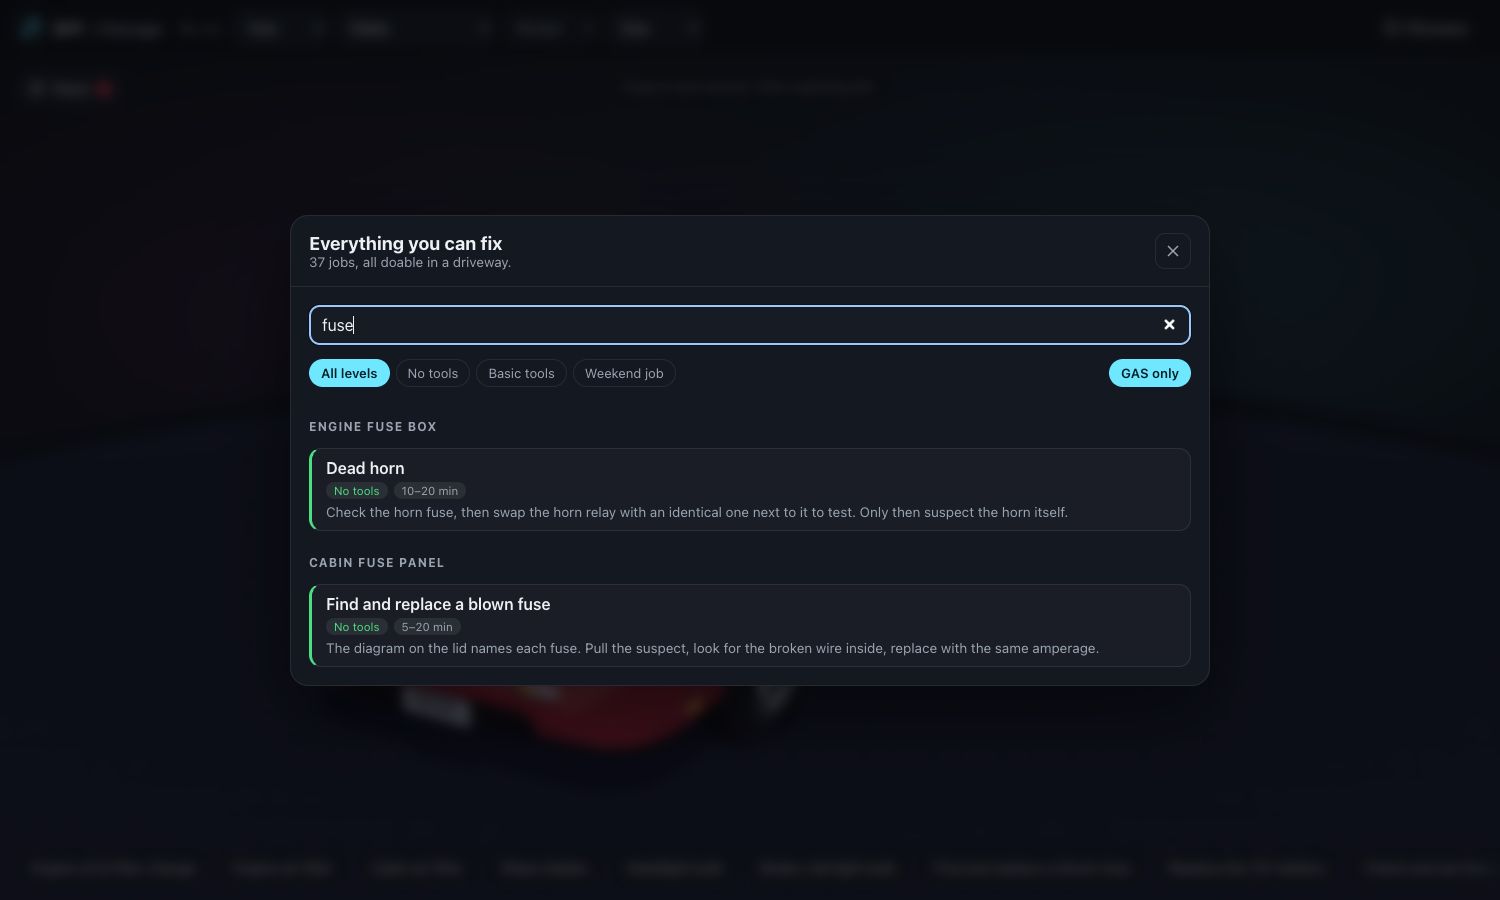 Everything you can fix
37 jobs, all doable in a driveway.
fuse
All levels
No tools
Basic tools
Weekend job
GAS only
ENGINE FUSE BOX
Dead horn
No tools
10–20 min
Check the horn fuse, then swap the horn relay with an identical one next to it to test. Only then suspect the horn itself.
CABIN FUSE PANEL
Find and replace a blown fuse
No tools
5–20 min
The diagram on the lid names each fuse. Pull the suspect, look for the broken wire inside, replace with the same amperage.